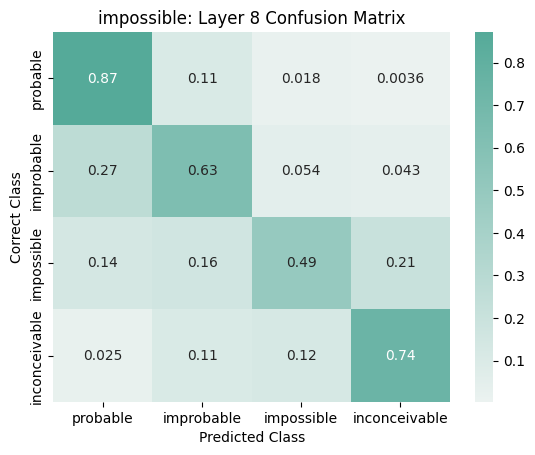 impossible: Layer 8 Confusion Matrix
Correct Class
probable
0.87 0.11 0.018 0.0036
improbable
0.27 0.63 0.054 0.043
impossible
0.14 0.16 0.49 0.21
inconceivable
0.025 0.11 0.12 0.74
probable improbable impossible inconceivable
Predicted Class
0.8
0.7
0.6
0.5
0.4
0.3
0.2
0.1